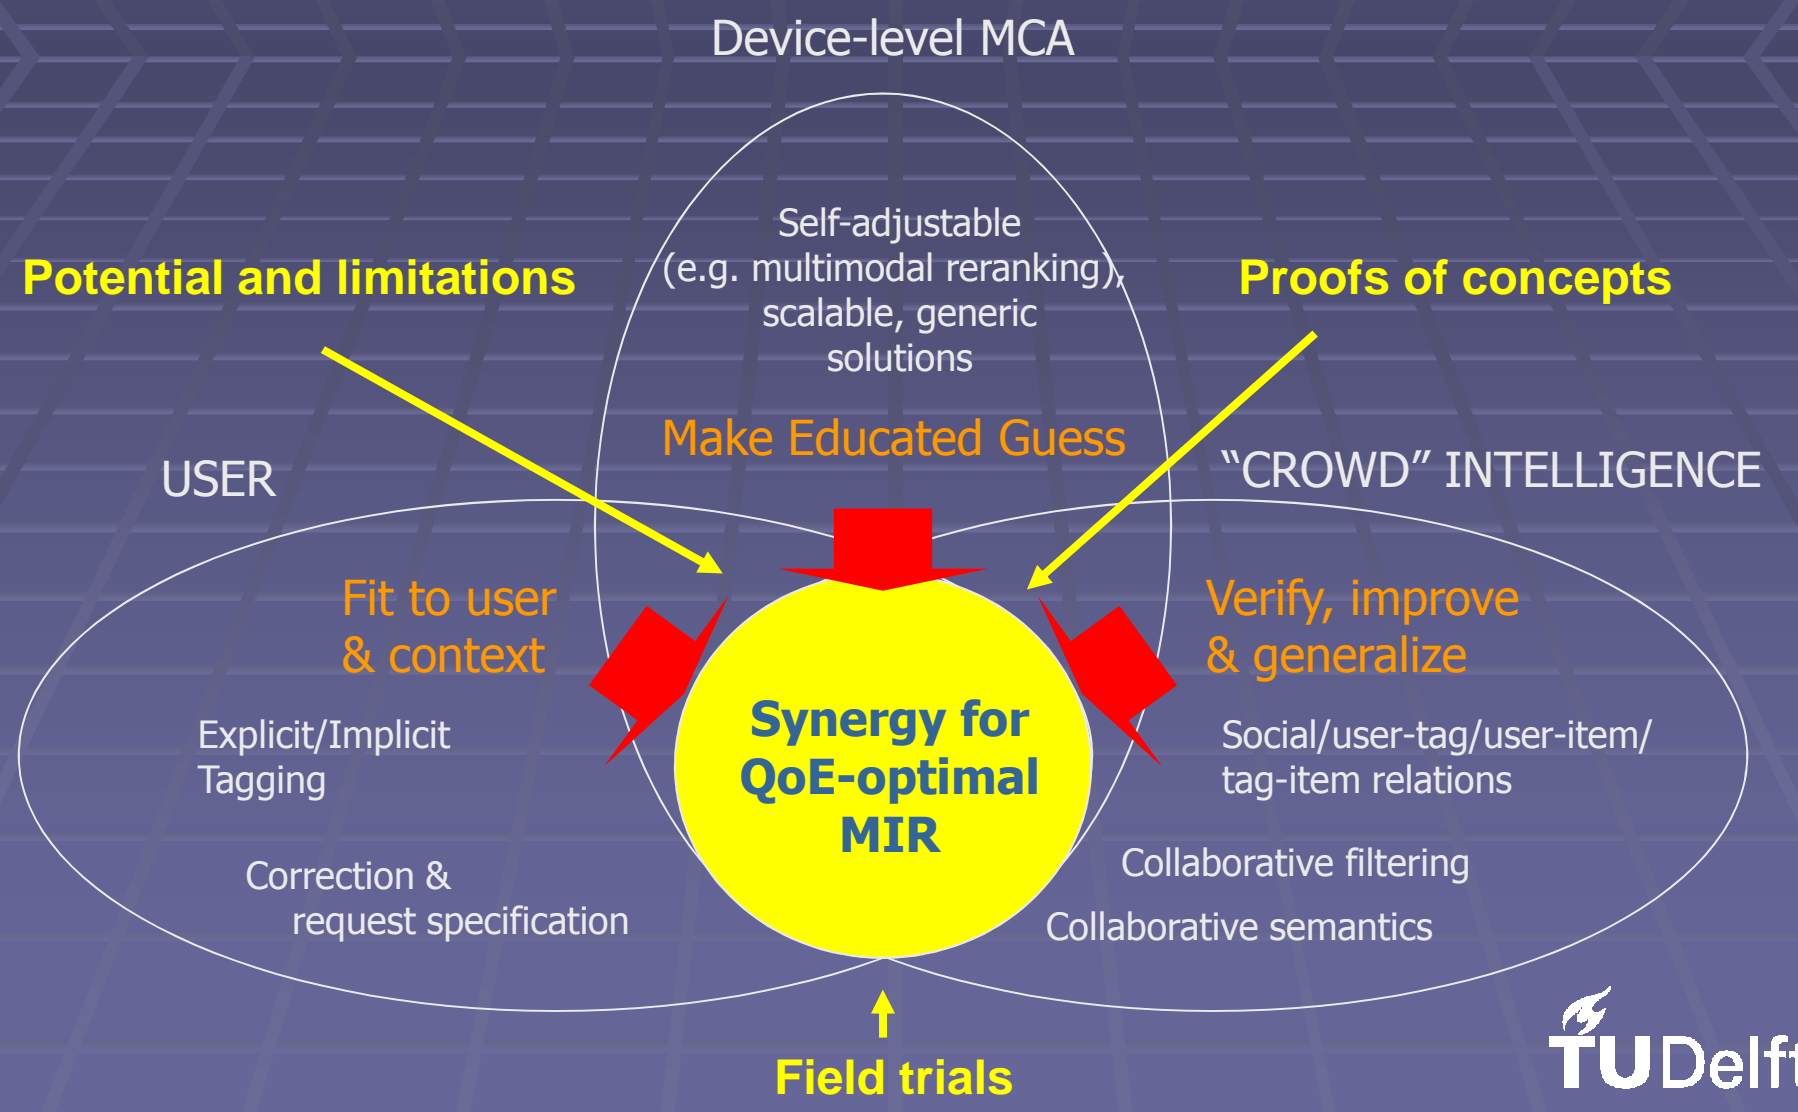 Device-level MCA
Self-adjustable
(e.g. multimodal reranking),
scalable, generic
solutions
Potential and limitations
Proofs of concepts
Make Educated Guess
USER
“CROWD” INTELLIGENCE
Fit to user
& context
Verify, improve
& generalize
Explicit/Implicit
Tagging
Synergy for
QoE-optimal
MIR
Social/user-tag/user-item/
tag-item relations
Correction &
request specification
Collaborative filtering
Collaborative semantics
Field trials
TUDelft